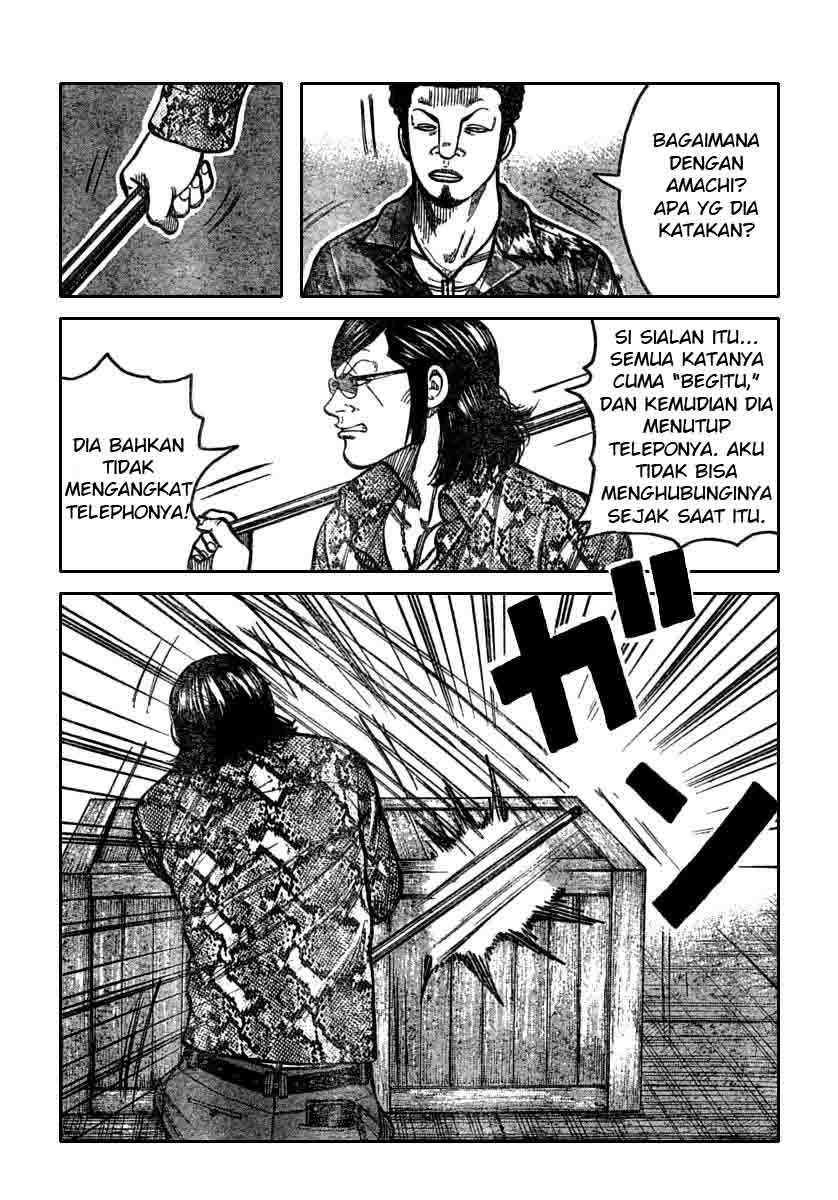 BAGAIMANA
DENGAN
AMACHI?
APA YG DIA
KATAKAN?
SI SIALAN ITU...
SEMUA KATANYA
CUMA "BEGITU,"
DAN KEMUDIAN DIA
MENUTUP
TELEPONYA. AKU
TIDAK BISA
MENGHUBUNGINYA
SEJAK SAAT ITU.
DIA BAHKAN
TIDAK
MENGANGKAT
TELEPHONYA!
ガン